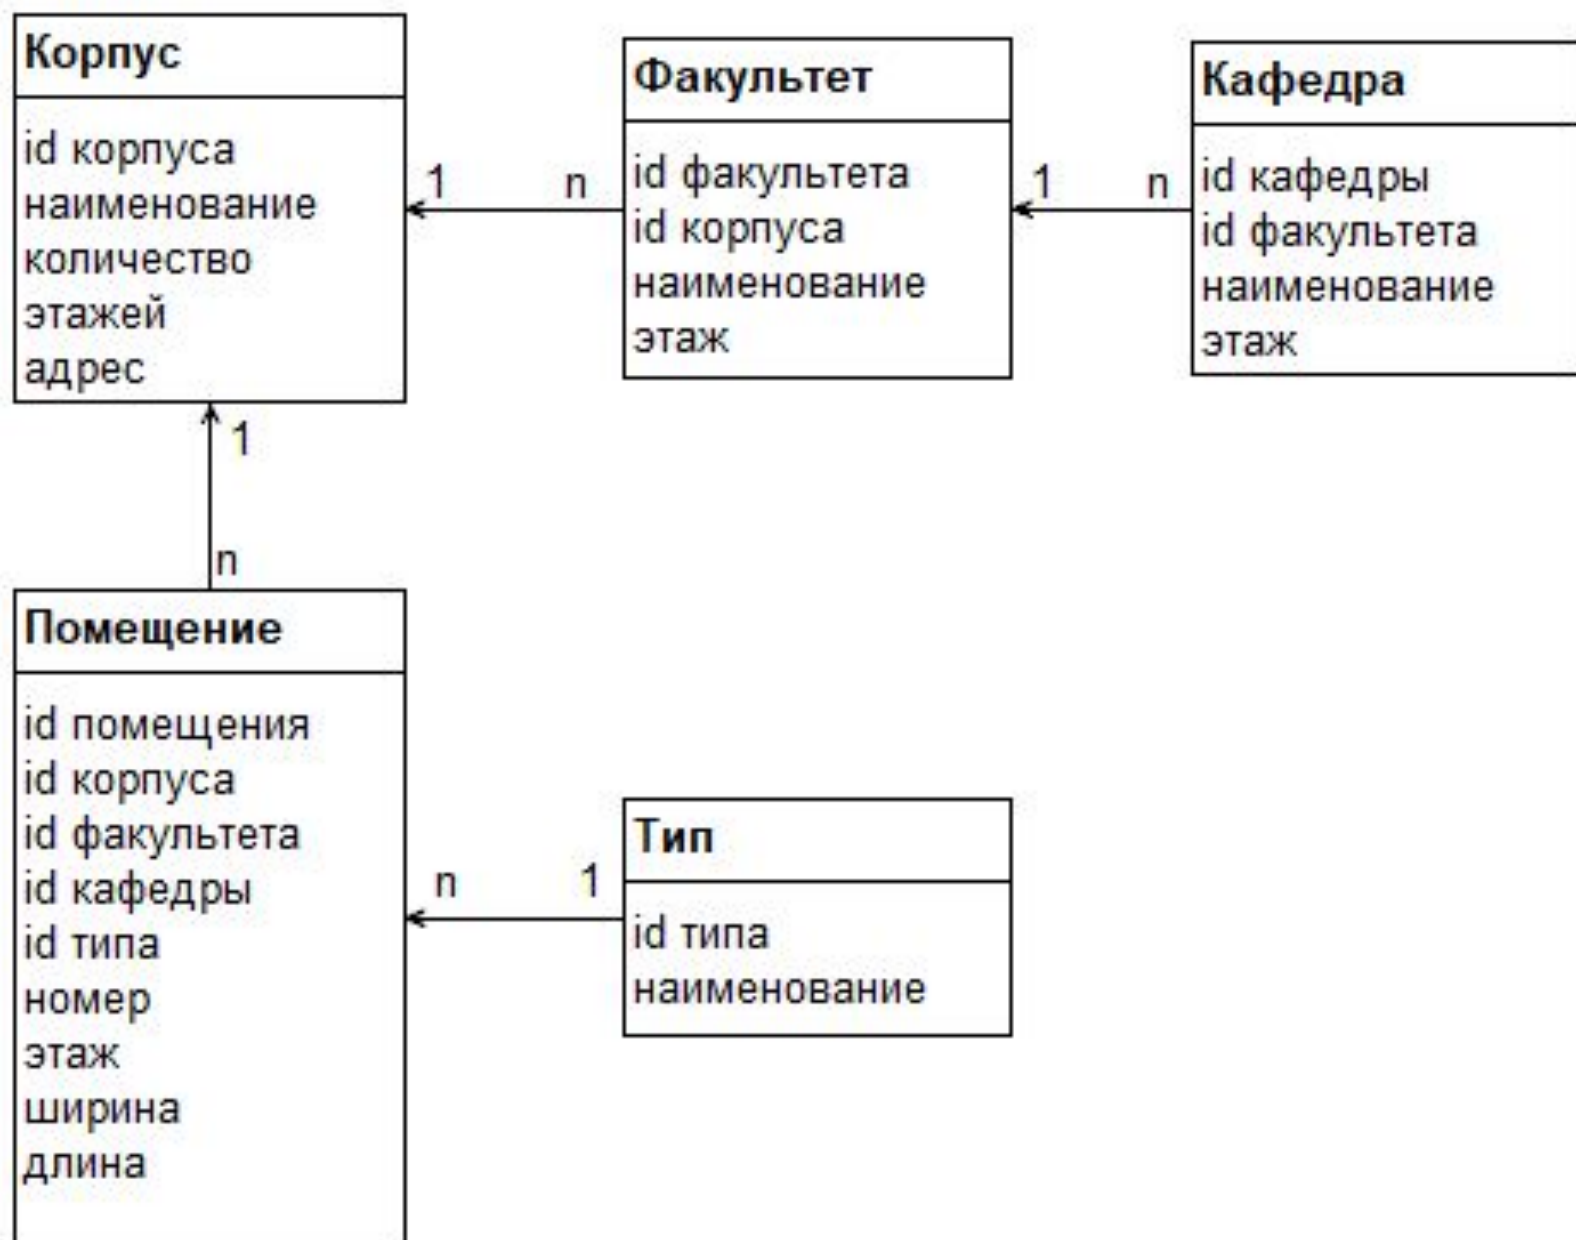 Корпус
id корпуса
наименование
количество
этажей
адрес
1
n
Факультет
id факультета
id корпуса
наименование
этаж
1
n
Кафедра
id кафедры
id факультета
наименование
этаж
1
n
Помещение
id помещения
id корпуса
id факультета
id кафедры
id типа
номер
этаж
ширина
длина
n
1
Тип
id типа
наименование